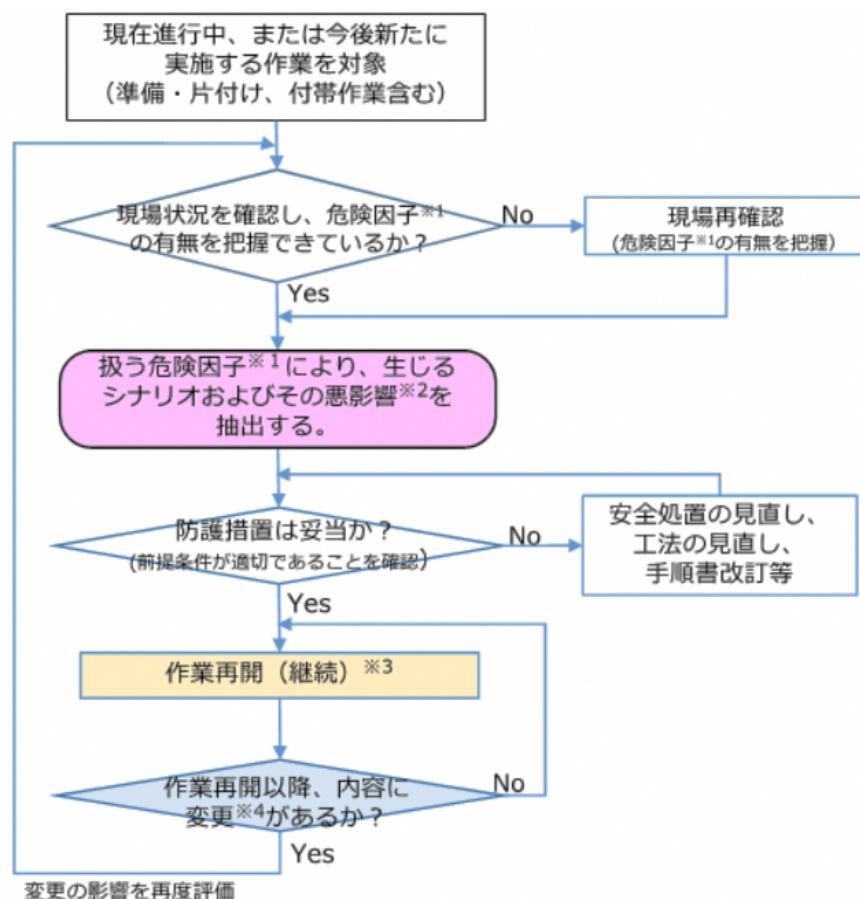 現在進行中、または今後新たに
実施する作業を対象
（準備・片付け、付帯作業含む）
現場状況を確認し、危険因子※1
の有無を把握できているか？
No
現場再確認
(危険因子※1の有無を把握)
Yes
扱う危険因子※1により、生じる
シナリオおよびその悪影響※2を
抽出する。
防護措置は妥当か？
(前提条件が適切であることを確認)
No
安全処置の見直し、
工法の見直し、
手順書改訂等
Yes
作業再開（継続）※3
作業再開以降、内容に
変更※4があるか？
No
Yes
変更の影響を再度評価